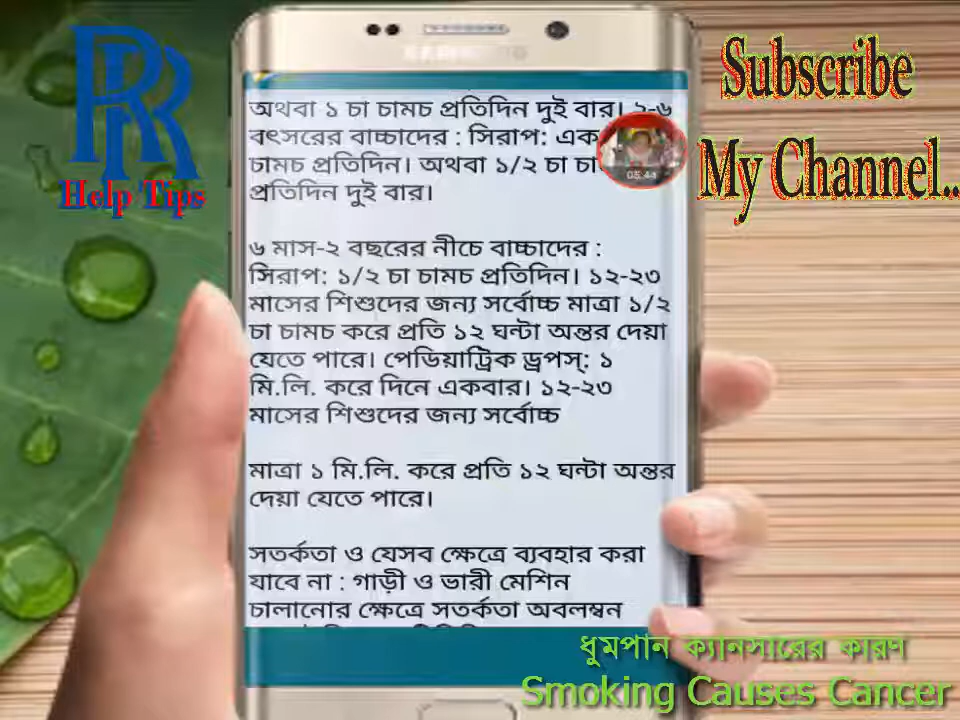 RR
Help Tips
Subscribe
My Channel..
SAMSUNG
অথবা ১ চা চামচ প্রতিদিন দুই বার। ২-৬
বৎসরের বাচ্চাদের : সিরাপ: এক
চামচ প্রতিদিন। অথবা ১/২ চা
প্রতিদিন দুই বার।
05:44
৬ মাস-২ বছরের নীচে বাচ্চাদের :
সিরাপ: ১/২ চা চামচ প্রতিদিন। ১২-২৩
মাসের শিশুদের জন্য সর্বোচ্চ মাত্রা ১/২
চা চামচ করে প্রতি ১২ ঘন্টা অন্তর দেয়া
যেতে পারে। পেডিয়াট্রিক ড্রপস্: ১
মি.লি. করে দিনে একবার। ১২-২৩
মাসের শিশুদের জন্য সর্বোচ্চ
মাত্রা ১ মি.লি. করে প্রতি ১২ ঘন্টা অন্তর
দেয়া যেতে পারে।
সতর্কতা ও যেসব ক্ষেত্রে ব্যবহার করা
যাবে না : গাড়ী ও ভারী মেশিন
চালানোর ক্ষেত্রে সতর্কতা অবলম্বন
ধুমপান ক্যানসারের কারণ
Smoking Causes Cancer